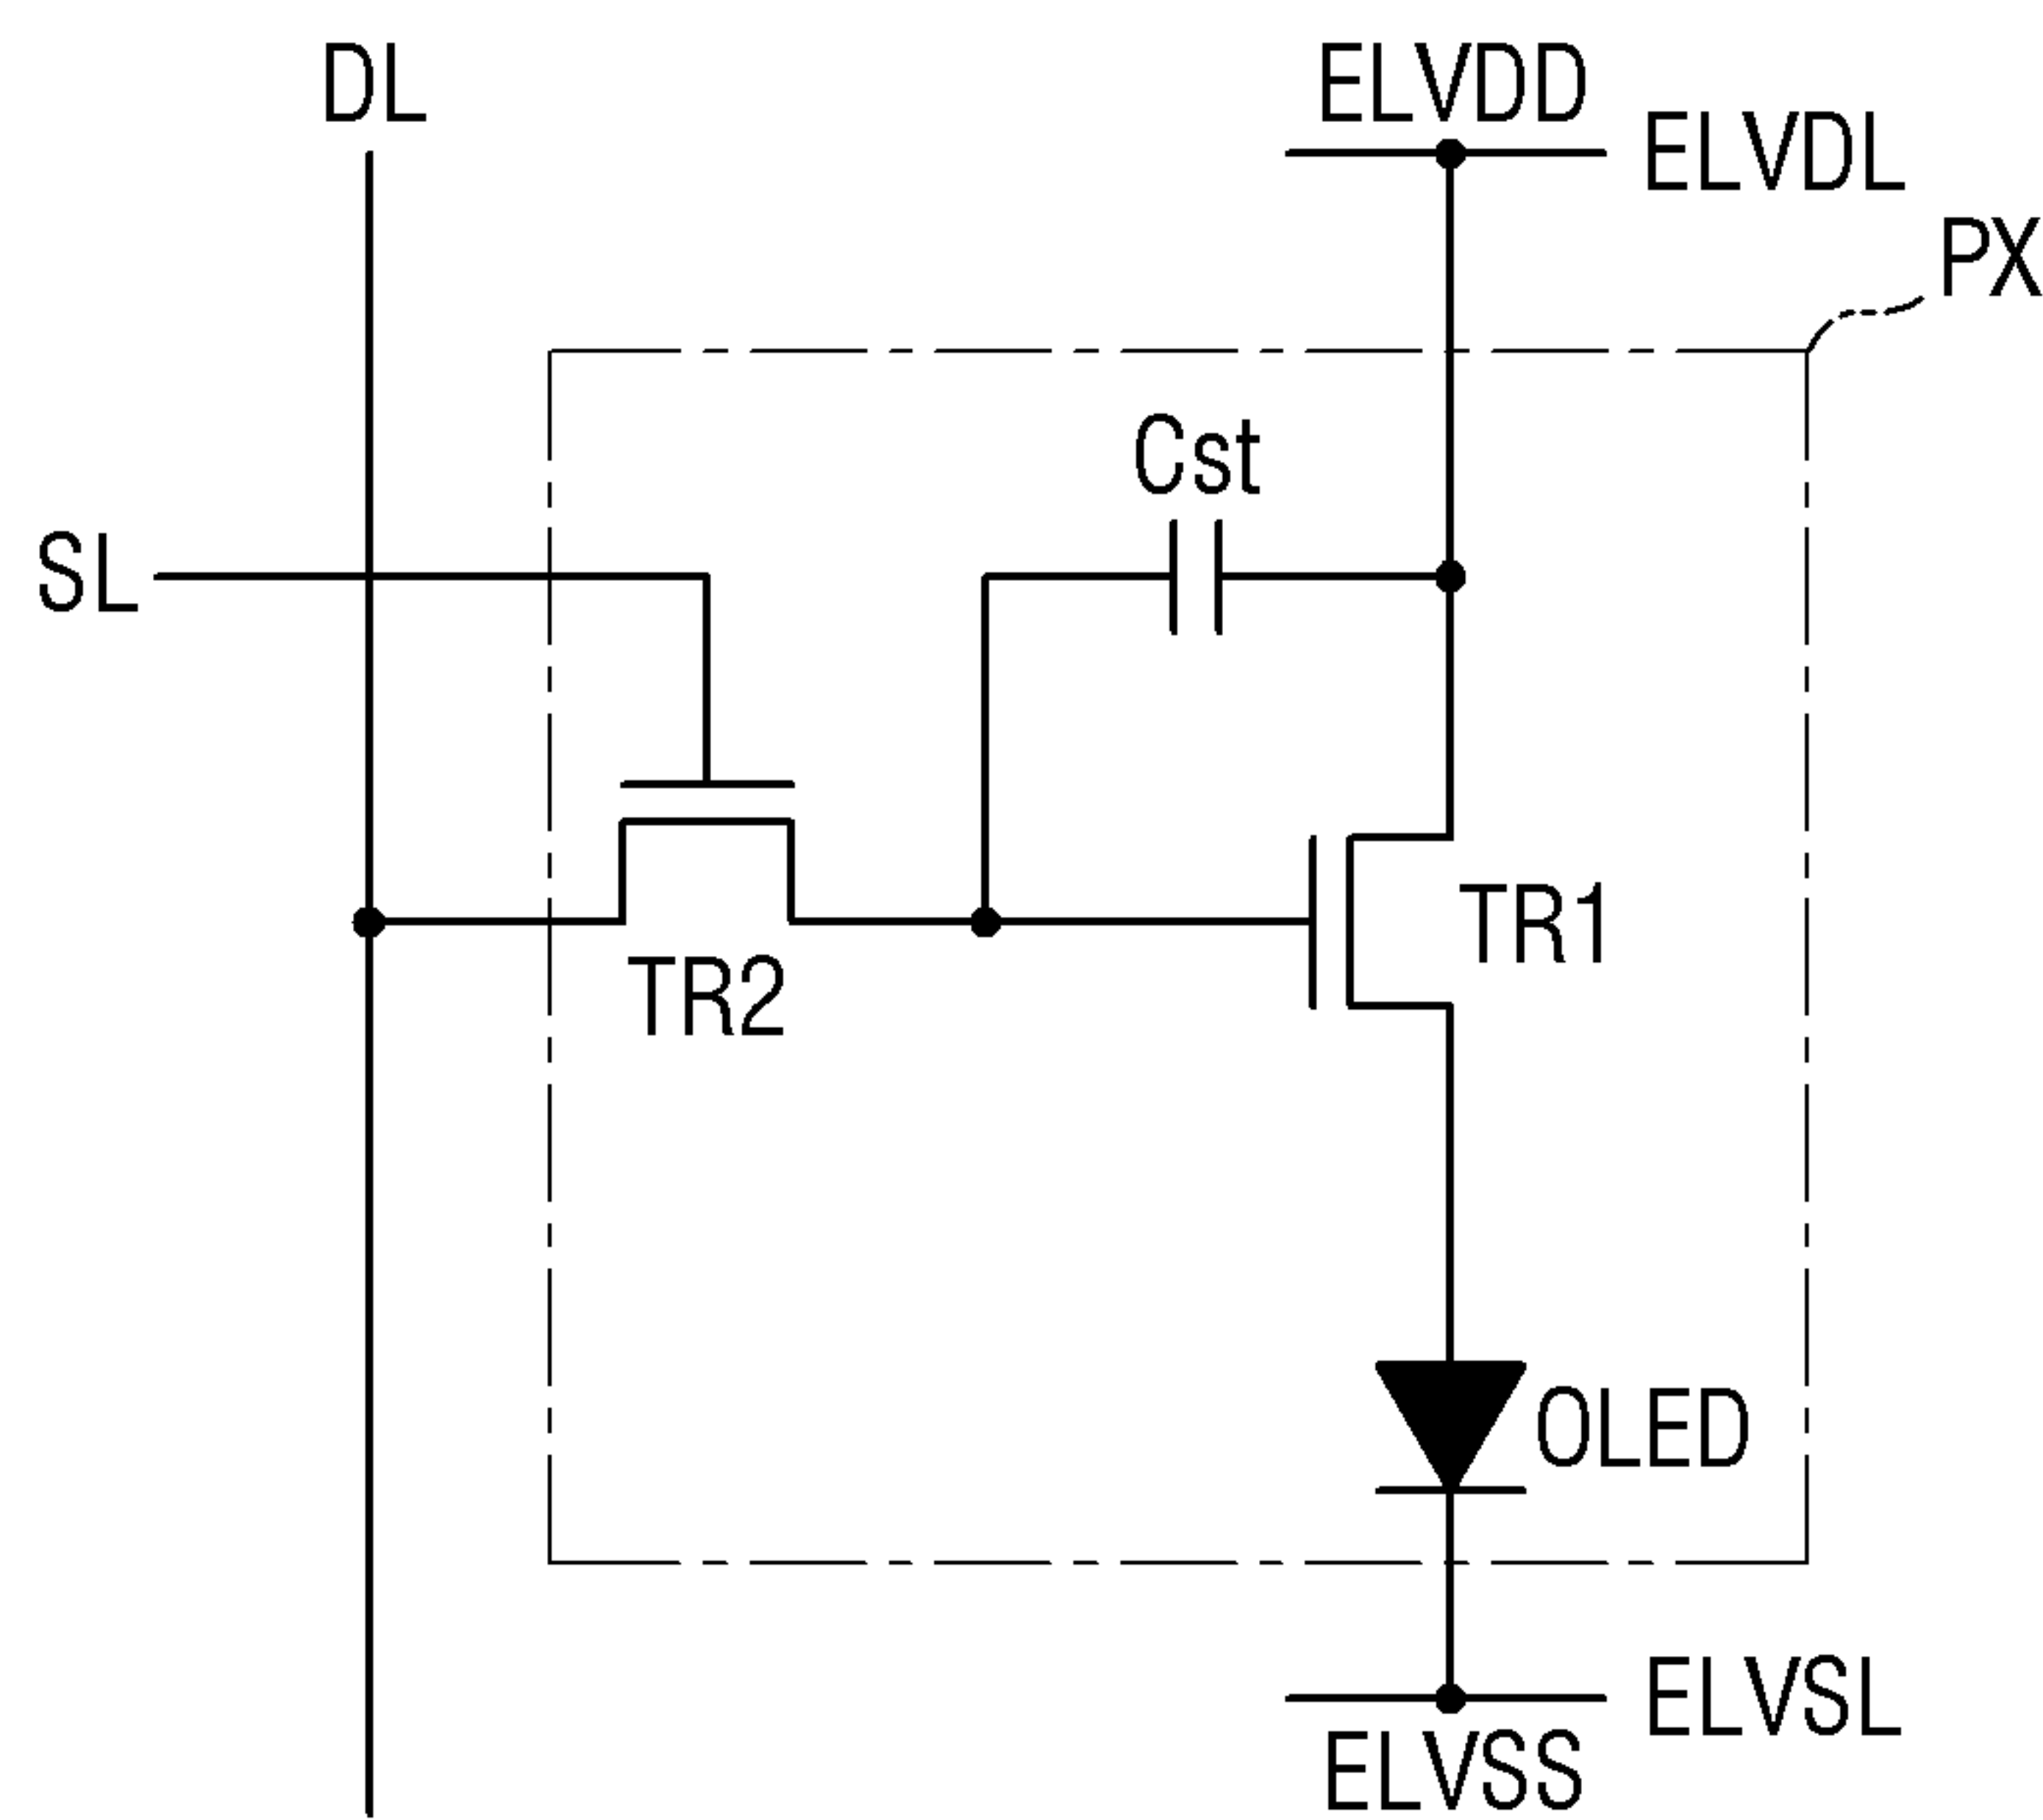 DL
ELVDD
ELVDL
PX
Cst
SL
TR1
TR2
OLED
ELVSL
ELVSS